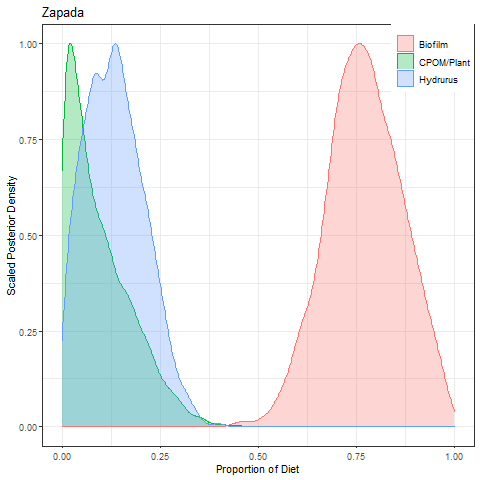 Zapada
Biofilm
CPOM/Plant
Hydrurus
Scaled Posterior Density
1.00
0.75
0.50
0.25
0.00
0.00 0.25 0.50 0.75 1.00
Proportion of Diet